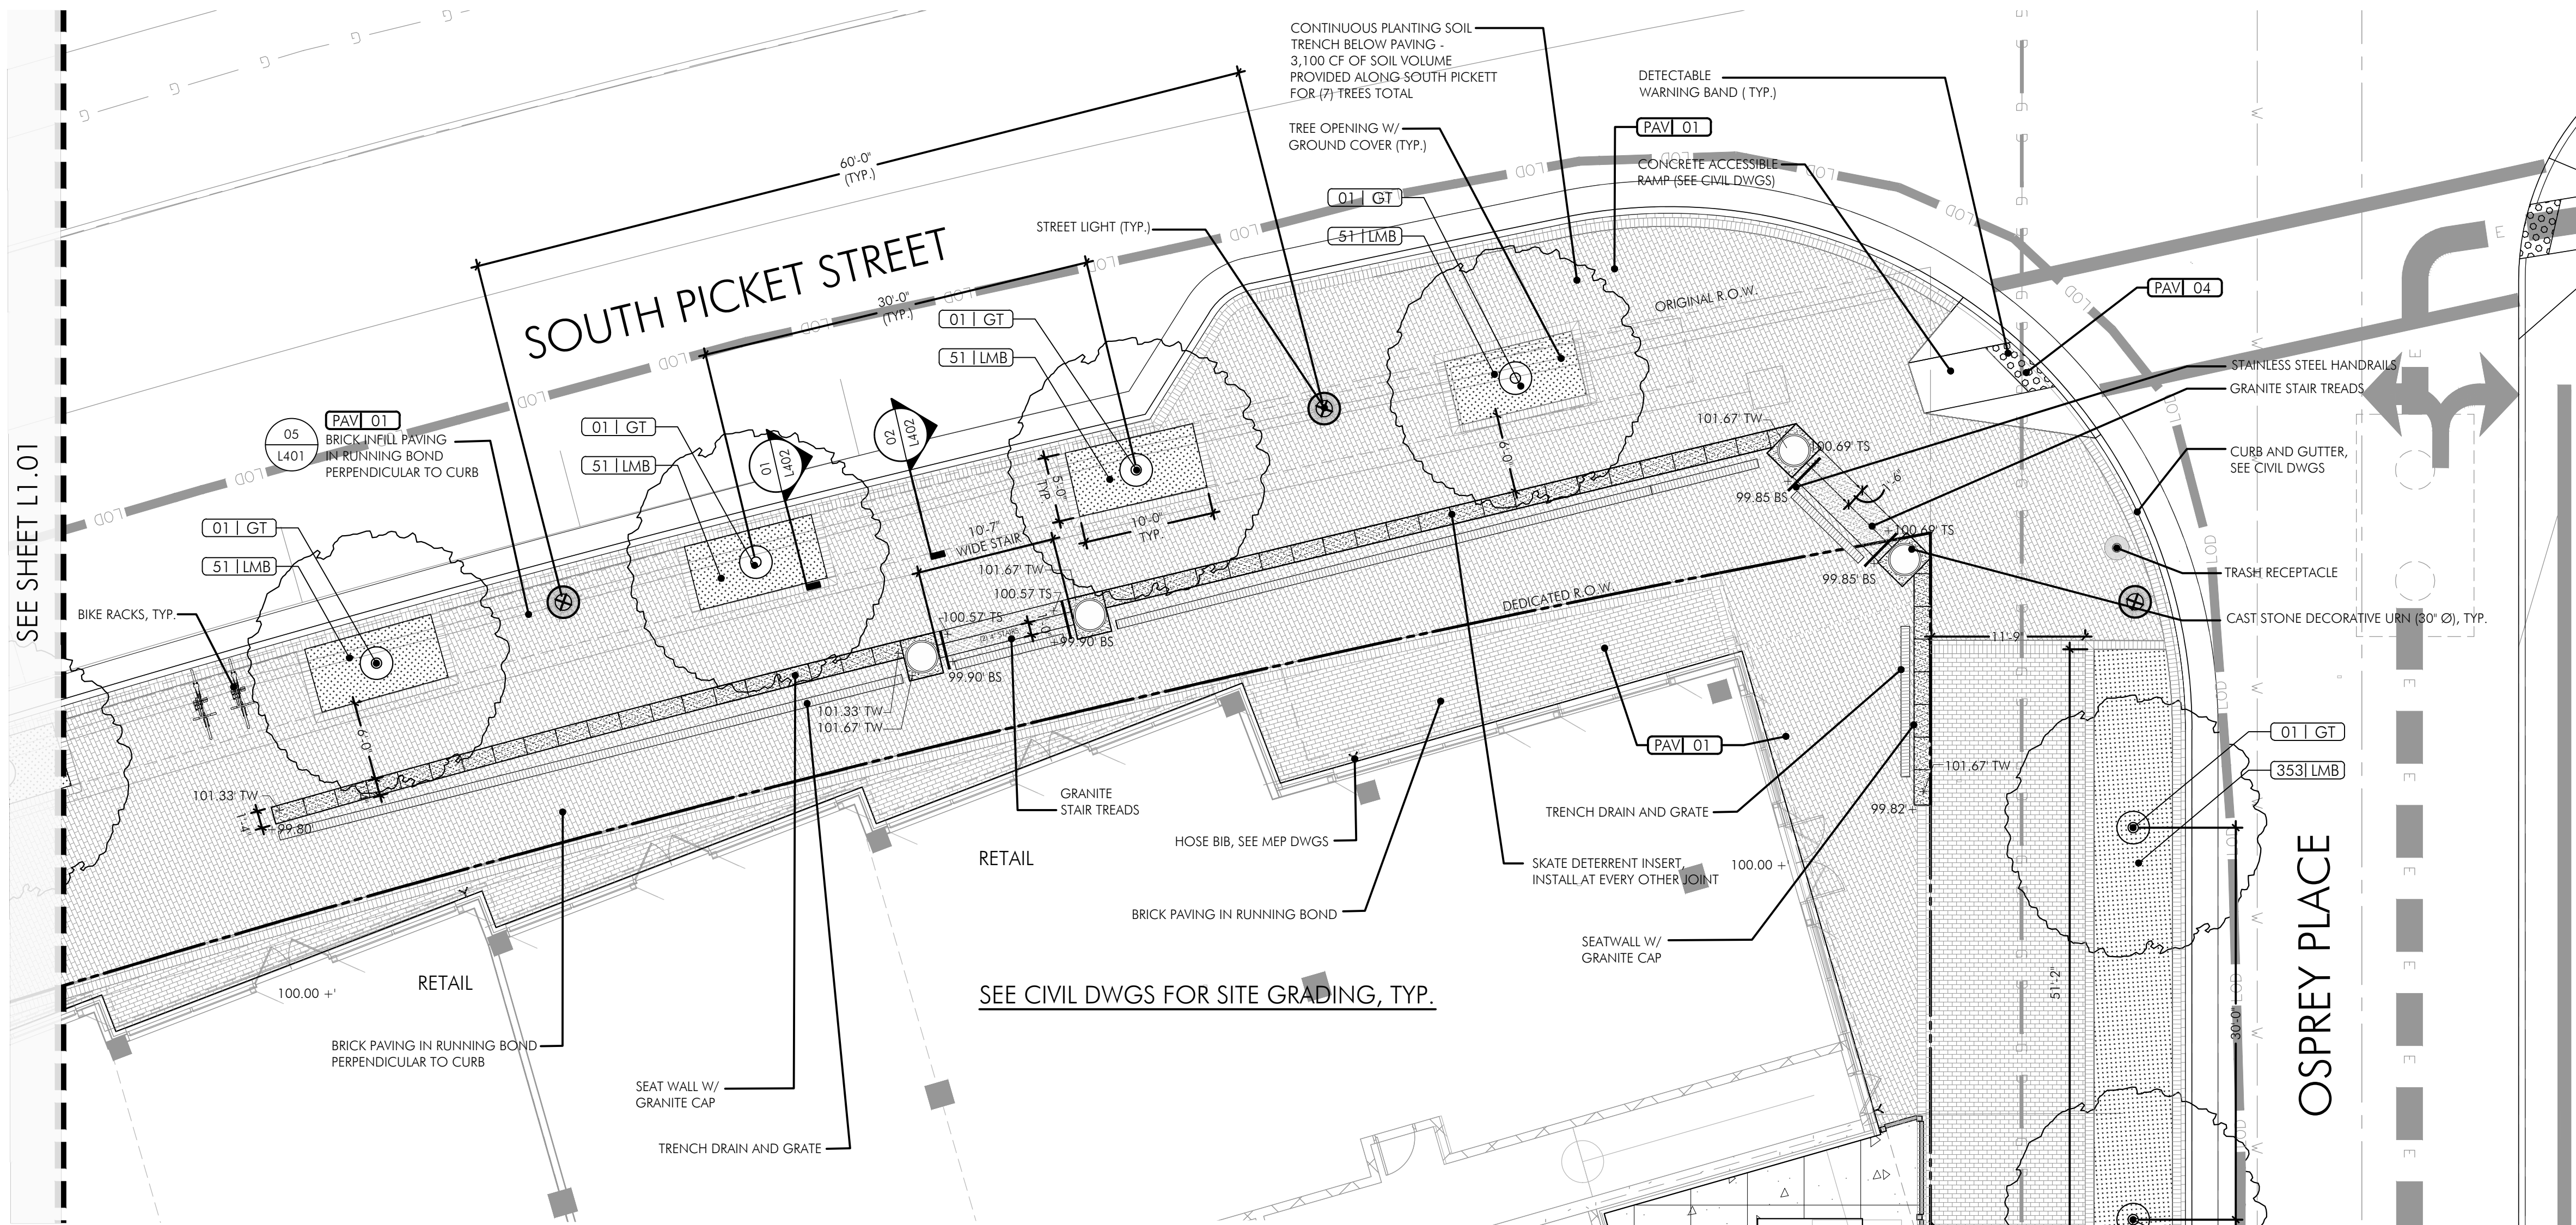 CONTINUOUS PLANTING SOIL
TRENCH BELOW PAVING -
3,100 CF OF SOIL VOLUME
PROVIDED ALONG SOUTH PICKETT
FOR (7) TREES TOTAL
DETECTABLE
WARNING BAND ( TYP.)
TREE OPENING W/
GROUND COVER (TYP.)
PAV 01
CONCRETE ACCESSIBLE
RAMP (SEE CIVIL DWGS)
60'-0"
(TYP.)
01 | GT
51 | LMB
STREET LIGHT (TYP.)
SOUTH PICKET STREET
30'-0"
(TYP.)
ORIGINAL R.O.W.
PAV 04
01 | GT
51 | LMB
STAINLESS STEEL HANDRAILS
GRANITE STAIR TREADS
05
L401
PAV 01
BRICK INFILL PAVING
IN RUNNING BOND
PERPENDICULAR TO CURB
01 | GT
51 | LMB
01
L402
02
L402
101.67' TW
100.69' TS
99.85 BS
1'-6"
CURB AND GUTTER,
SEE CIVIL DWGS
6'-0"
5'-0"
TYP.
10'-0"
TYP.
10'-7"
WIDE STAIR
01 | GT
51 | LMB
SEE SHEET L1.01
BIKE RACKS, TYP.
101.67' TW
100.57 TS
100.57' TS
+99.90' BS
99.90' BS
+100.69' TS
99.85' BS
TRASH RECEPTACLE
CAST STONE DECORATIVE URN (30" Ø), TYP.
DEDICATED R.O.W.
11'-9"
6'-0"
101.33' TW
101.67' TW
101.33' TW
1'-4"
+99.80'
PAV 01
01 | GT
353| LMB
101.67' TW
99.82'+
GRANITE
STAIR TREADS
TRENCH DRAIN AND GRATE
HOSE BIB, SEE MEP DWGS
RETAIL
SKATE DETERRENT INSERT,
INSTALL AT EVERY OTHER JOINT
100.00 +'
BRICK PAVING IN RUNNING BOND
SEATWALL W/
GRANITE CAP
RETAIL
100.00 +'
SEE CIVIL DWGS FOR SITE GRADING, TYP.
51'-2"
30'-0"
OSPREY PLACE
BRICK PAVING IN RUNNING BOND
PERPENDICULAR TO CURB
SEAT WALL W/
GRANITE CAP
TRENCH DRAIN AND GRATE
LOD
G
W
E